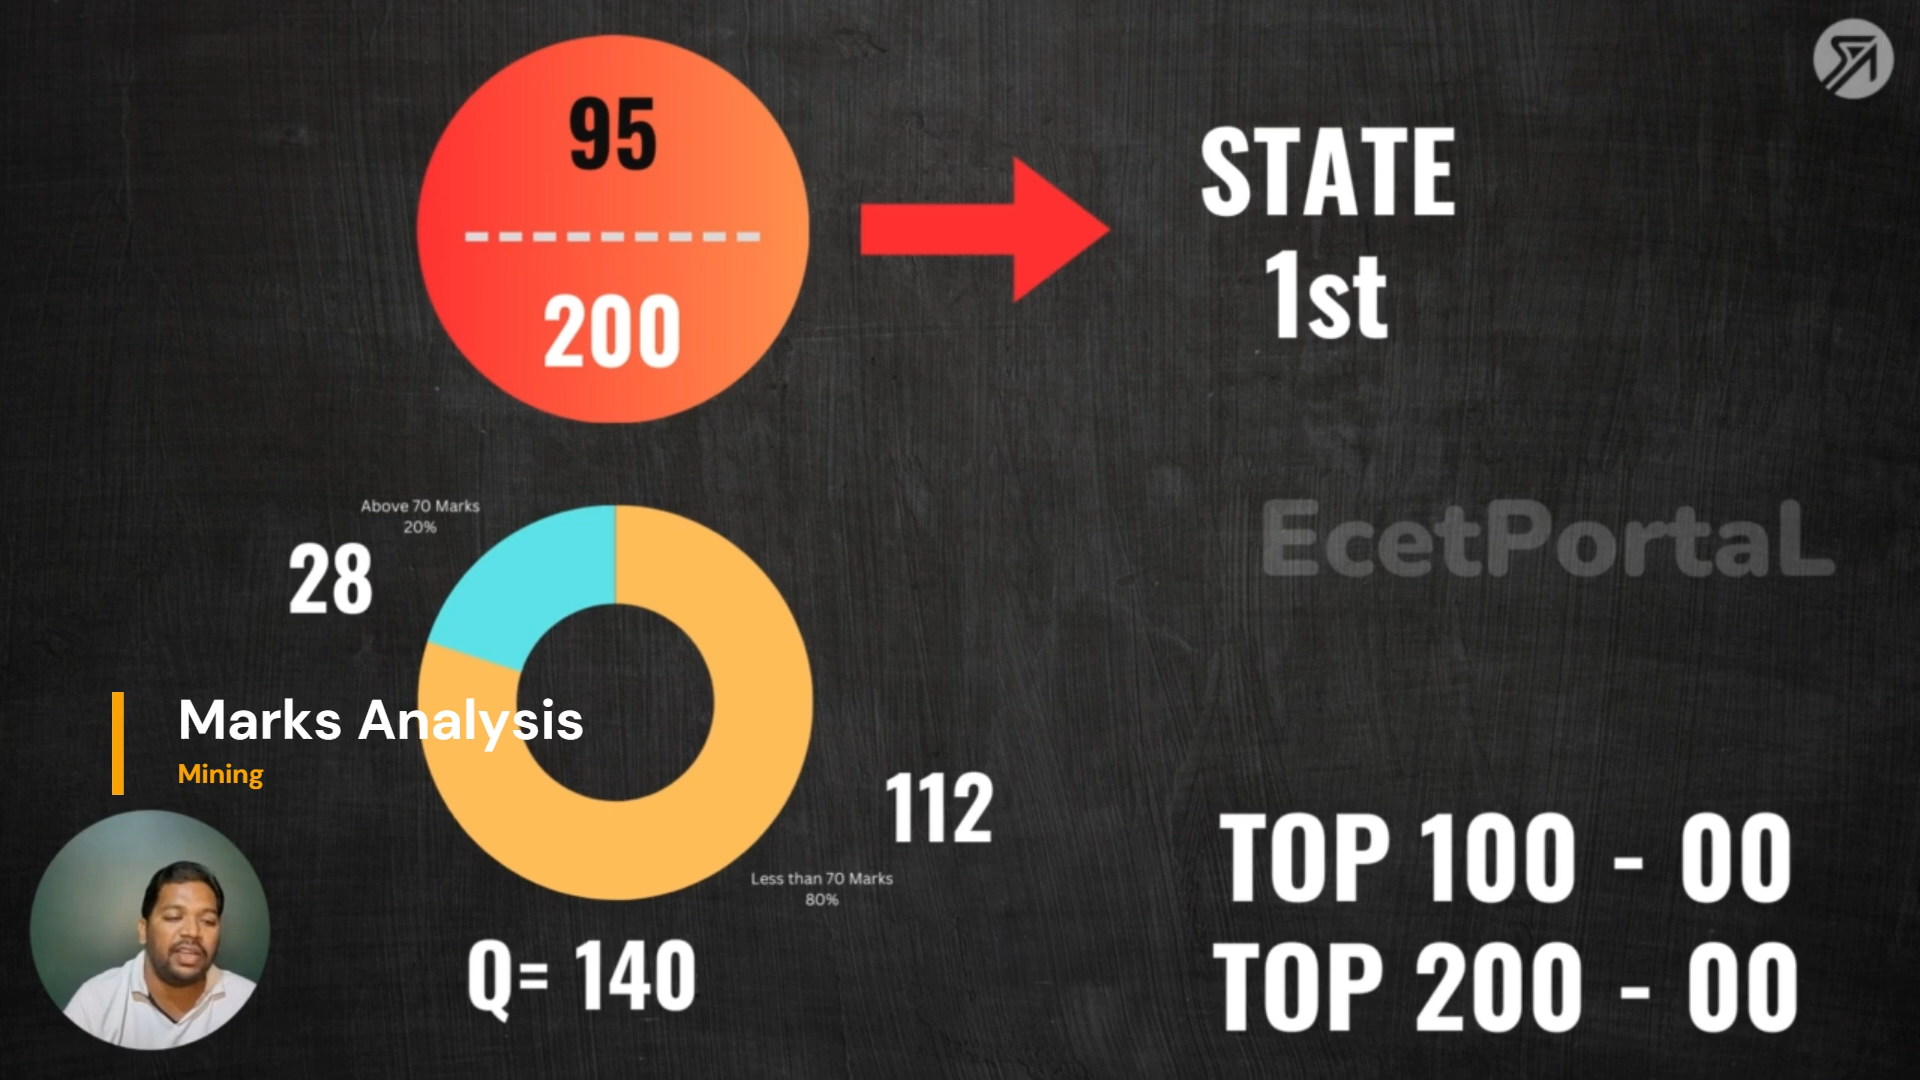 95
200
STATE
1st
Above 70 Marks
20%
28
EcetPortaL
Marks Analysis
Mining
112
Less than 70 Marks
80%
Q= 140
TOP 100 - 00
TOP 200 - 00